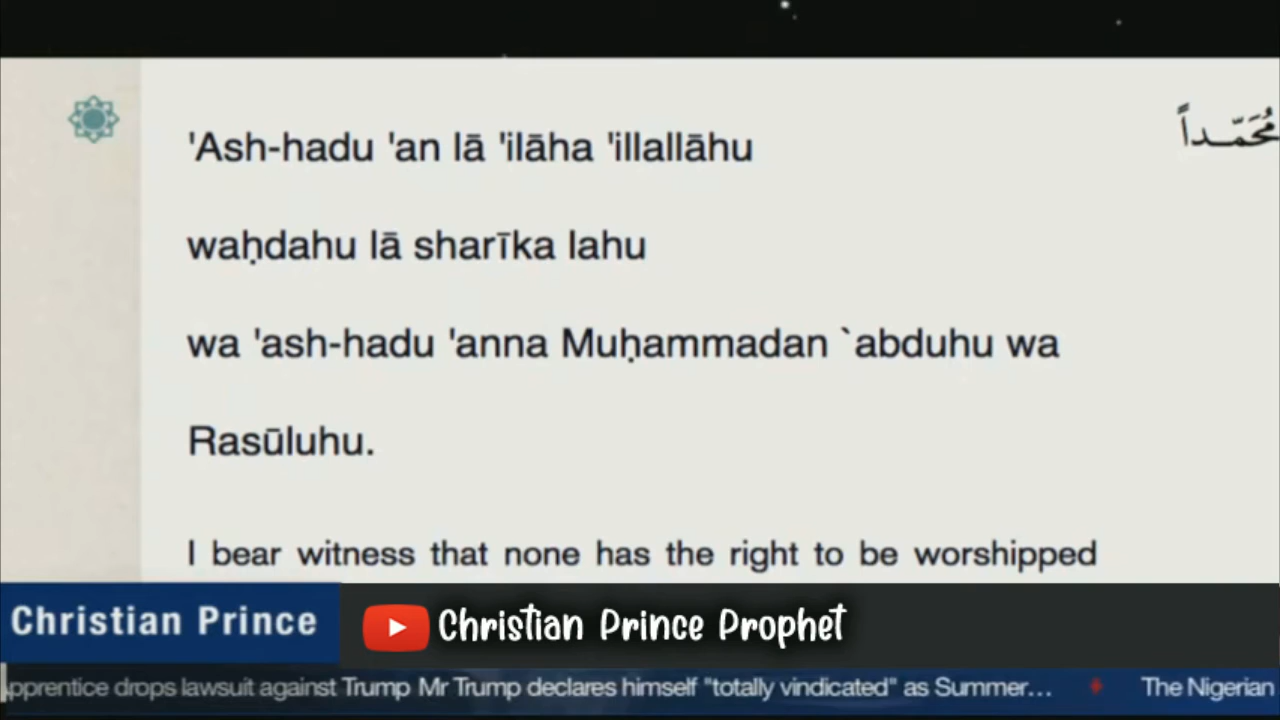 'Ash-hadu 'an lā 'ilāha 'illallāhu
مُحَمَّداً
waḥdahu lā sharīka lahu
wa 'ash-hadu 'anna Muḥammadan `abduhu wa
Rasūluhu.
I bear witness that none has the right to be worshipped
Christian Prince
Christian Prince Prophet
pprentice drops lawsuit against Trump Mr Trump declares himself "totally vindicated" as Summer... The Nigerian